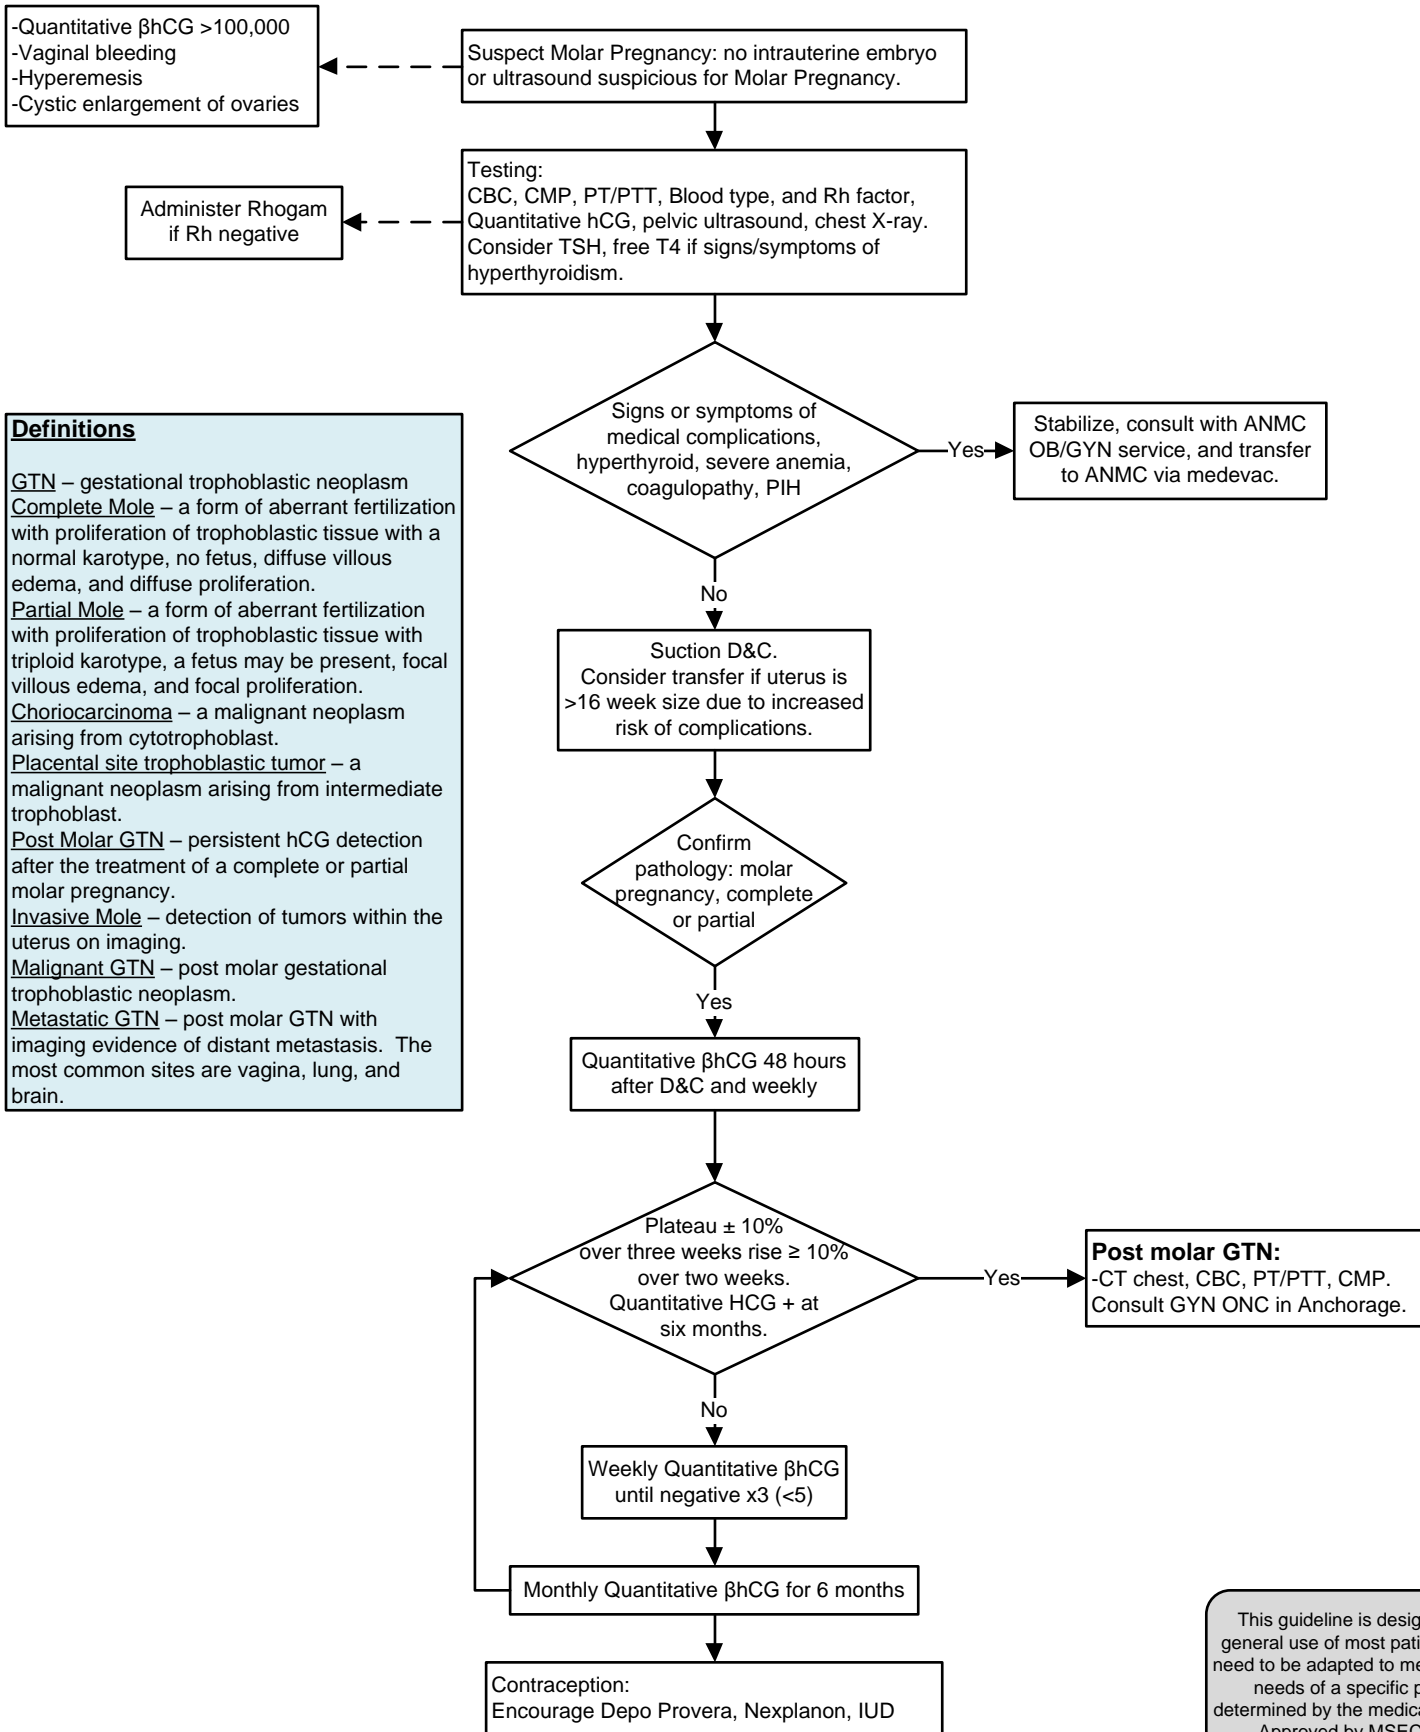 -Quantitative βhCG >100,000
-Vaginal bleeding
-Hyperemesis
-Cystic enlargement of ovaries
Suspect Molar Pregnancy: no intrauterine embryo
or ultrasound suspicious for Molar Pregnancy.
Testing:
CBC, CMP, PT/PTT, Blood type, and Rh factor,
Quantitative hCG, pelvic ultrasound, chest X-ray.
Consider TSH, free T4 if signs/symptoms of
hyperthyroidism.
Administer Rhogam
if Rh negative
Signs or symptoms of
medical complications,
hyperthyroid, severe anemia,
coagulopathy, PIH
Yes
Stabilize, consult with ANMC
OB/GYN service, and transfer
to ANMC via medevac.
Definitions
GTN – gestational trophoblastic neoplasm
Complete Mole – a form of aberrant fertilization
with proliferation of trophoblastic tissue with a
normal karotype, no fetus, diffuse villous
edema, and diffuse proliferation.
Partial Mole – a form of aberrant fertilization
with proliferation of trophoblastic tissue with
triploid karotype, a fetus may be present, focal
villous edema, and focal proliferation.
Choriocarcinoma – a malignant neoplasm
arising from cytotrophoblast.
Placental site trophoblastic tumor – a
malignant neoplasm arising from intermediate
trophoblast.
Post Molar GTN – persistent hCG detection
after the treatment of a complete or partial
molar pregnancy.
Invasive Mole – detection of tumors within the
uterus on imaging.
Malignant GTN – post molar gestational
trophoblastic neoplasm.
Metastatic GTN – post molar GTN with
imaging evidence of distant metastasis.  The
most common sites are vagina, lung, and
brain.
No
Suction D&C.
Consider transfer if uterus is
>16 week size due to increased
risk of complications.
Confirm
pathology: molar
pregnancy, complete
or partial
Yes
Quantitative βhCG 48 hours
after D&C and weekly
Plateau ± 10%
over three weeks rise ≥ 10%
over two weeks.
Quantitative HCG + at
six months.
Yes
Post molar GTN:
-CT chest, CBC, PT/PTT, CMP.
Consult GYN ONC in Anchorage.
No
Weekly Quantitative βhCG
until negative x3 (<5)
Monthly Quantitative βhCG for 6 months
Contraception:
Encourage Depo Provera, Nexplanon, IUD
This guideline is desig
general use of most pati
need to be adapted to me
needs of a specific p
determined by the medica
Approved by MSEC